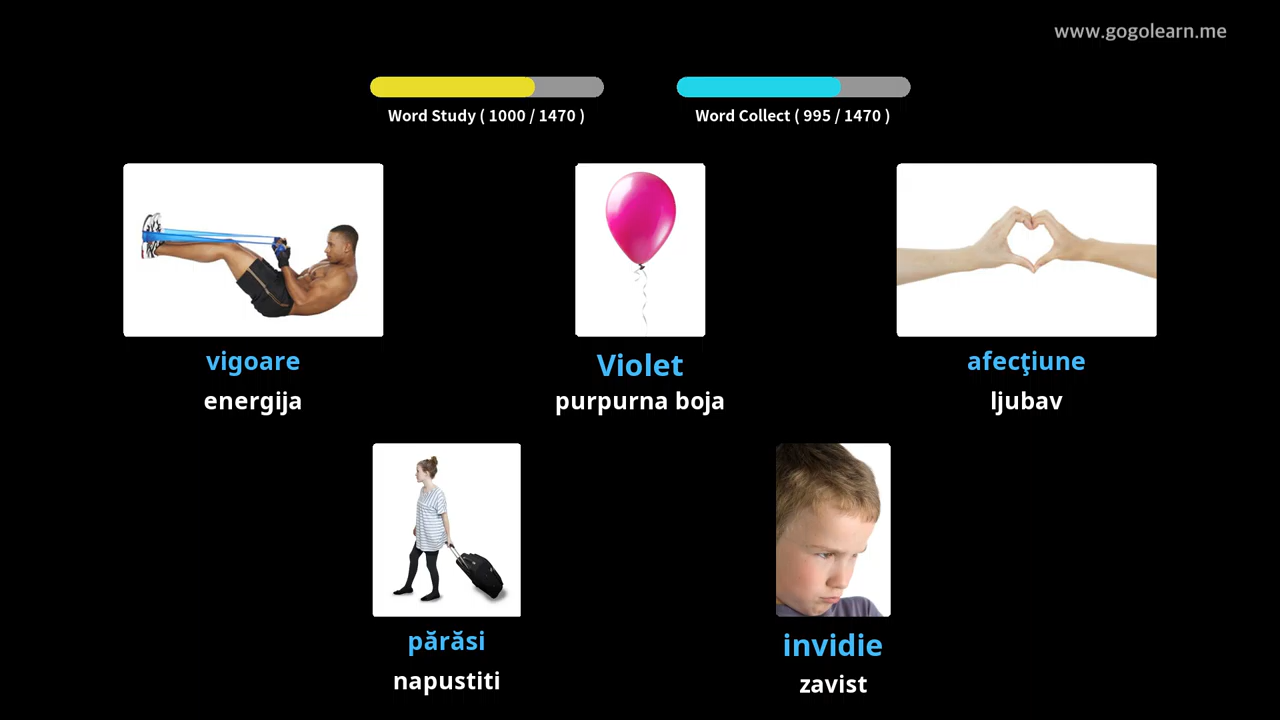 www.gogolearn.me
Word Study ( 1000 / 1470 )
Word Collect ( 995 / 1470 )
vigoare
Violet
afecţiune
energija
purpurna boja
ljubav
părăsi
invidie
napustiti
zavist